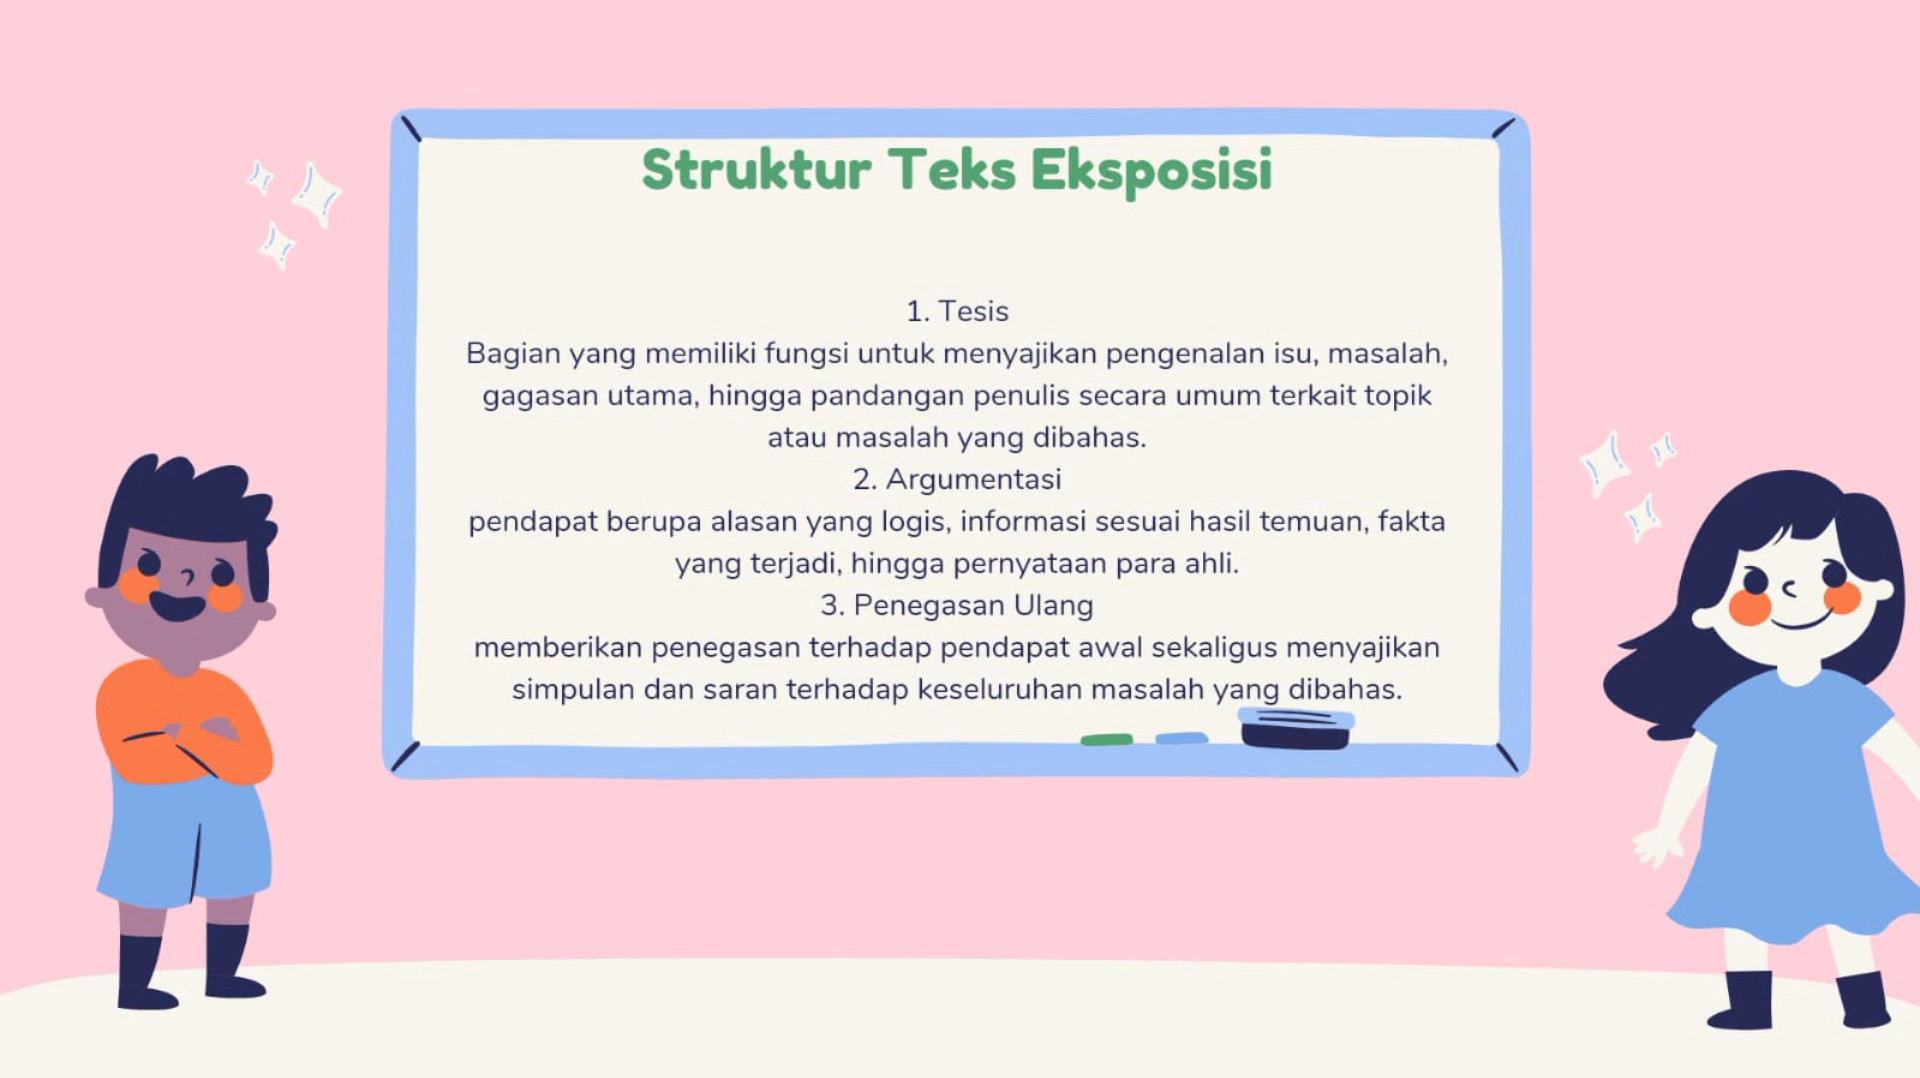 Struktur Teks Eksposisi
1. Tesis
Bagian yang memiliki fungsi untuk menyajikan pengenalan isu, masalah,
gagasan utama, hingga pandangan penulis secara umum terkait topik
atau masalah yang dibahas.
2. Argumentasi
pendapat berupa alasan yang logis, informasi sesuai hasil temuan, fakta
yang terjadi, hingga pernyataan para ahli.
3. Penegasan Ulang
memberikan penegasan terhadap pendapat awal sekaligus menyajikan
simpulan dan saran terhadap keseluruhan masalah yang dibahas.